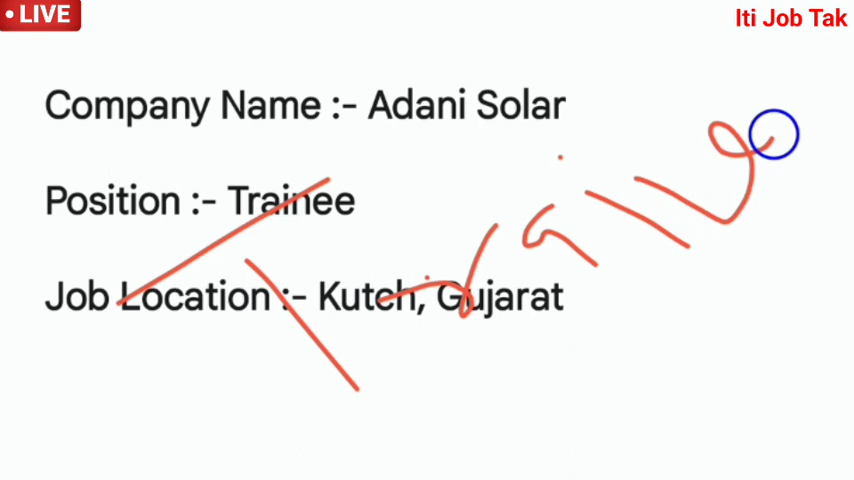 • LIVE
Iti Job Tak
Company Name :- Adani Solar
Position :- Trainee
Job Location :- Kutch, Gujarat